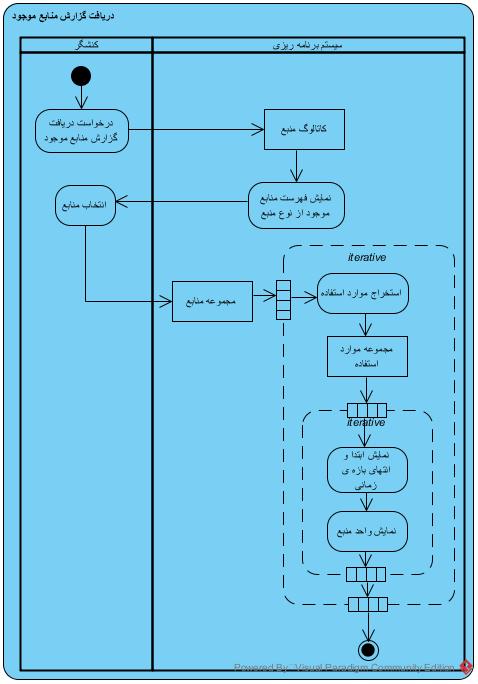 دریافت گزارش منابع موجود
کنشگر
سیستم برنامه ریزی
درخواست دریافت
گزارش منابع موجود
کاتالوگ منبع
نمایش فهرست منابع
موجود از نوع منبع
انتخاب منابع
مجموعه منابع
iterative
استخراج موارد استفاده
مجموعه موارد
استفاده
iterative
نمایش ابتدا و
انتهای بازه ی
زمانی
نمایش واحد منبع
Powered By Visual Paradigm Community Edition